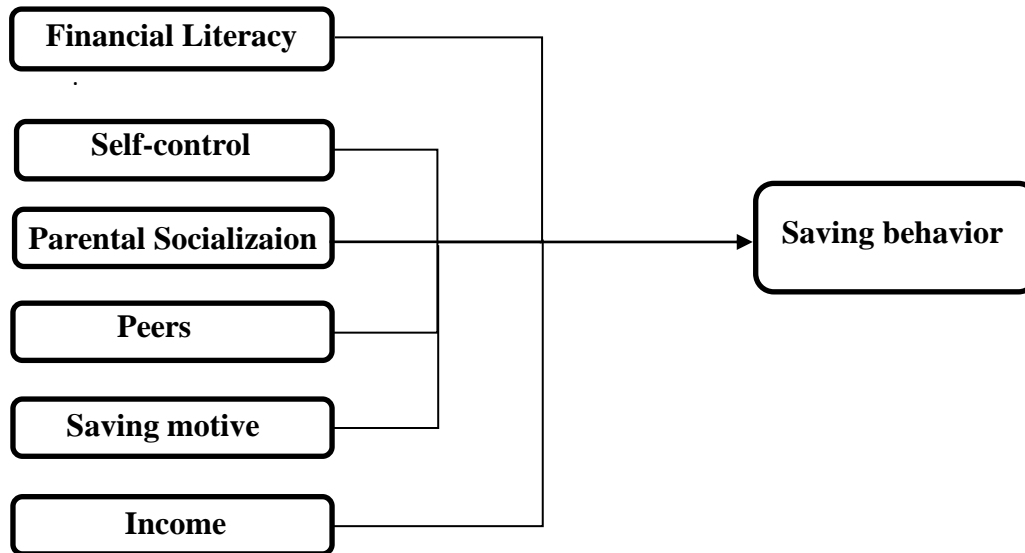 Financial Literacy
.
Self-control
Parental Socializaion
Peers
Saving motive
Income
Saving behavior